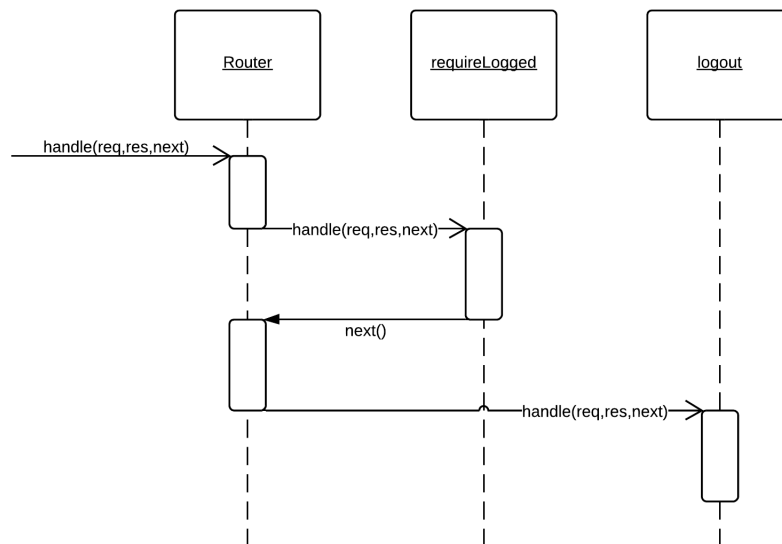 Router
requireLogged
logout
handle(req,res,next)
handle(req,res,next)
next()
handle(req,res,next)